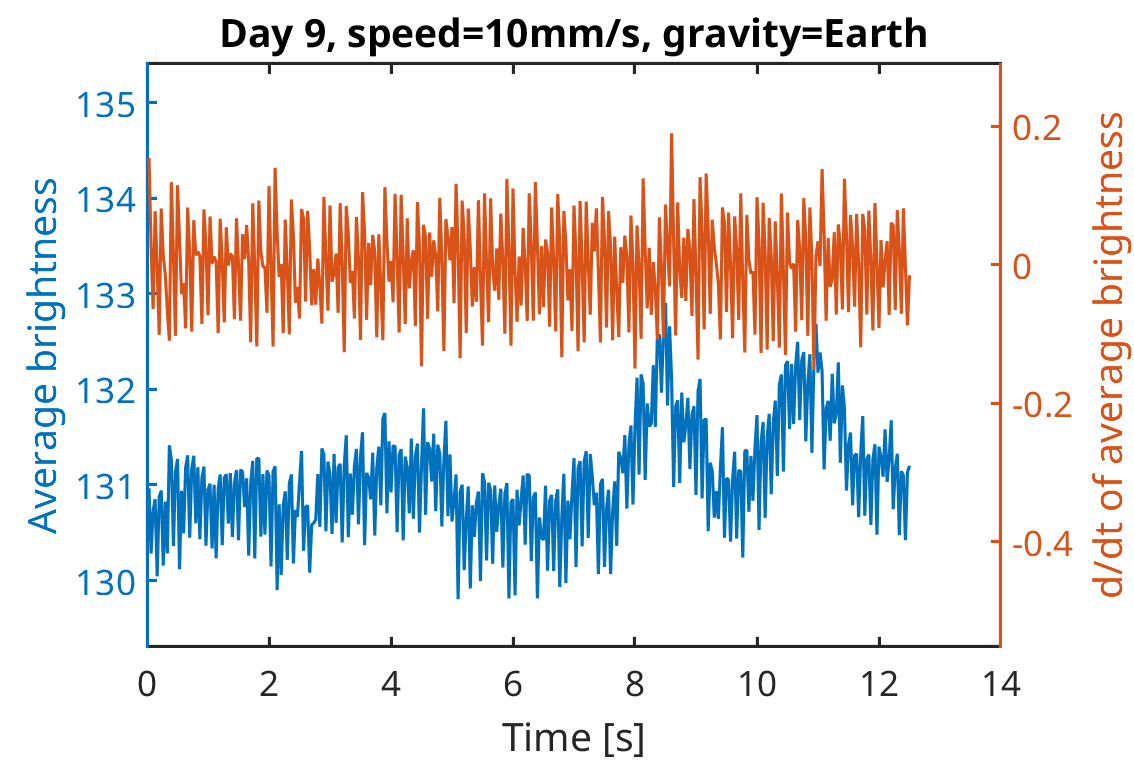 Day 9, speed=10mm/s, gravity=Earth
135
134
133
132
131
130
Average brightness
0.2
0
-0.2
-0.4
d/dt of average brightness
0 2 4 6 8 10 12 14
Time [s]